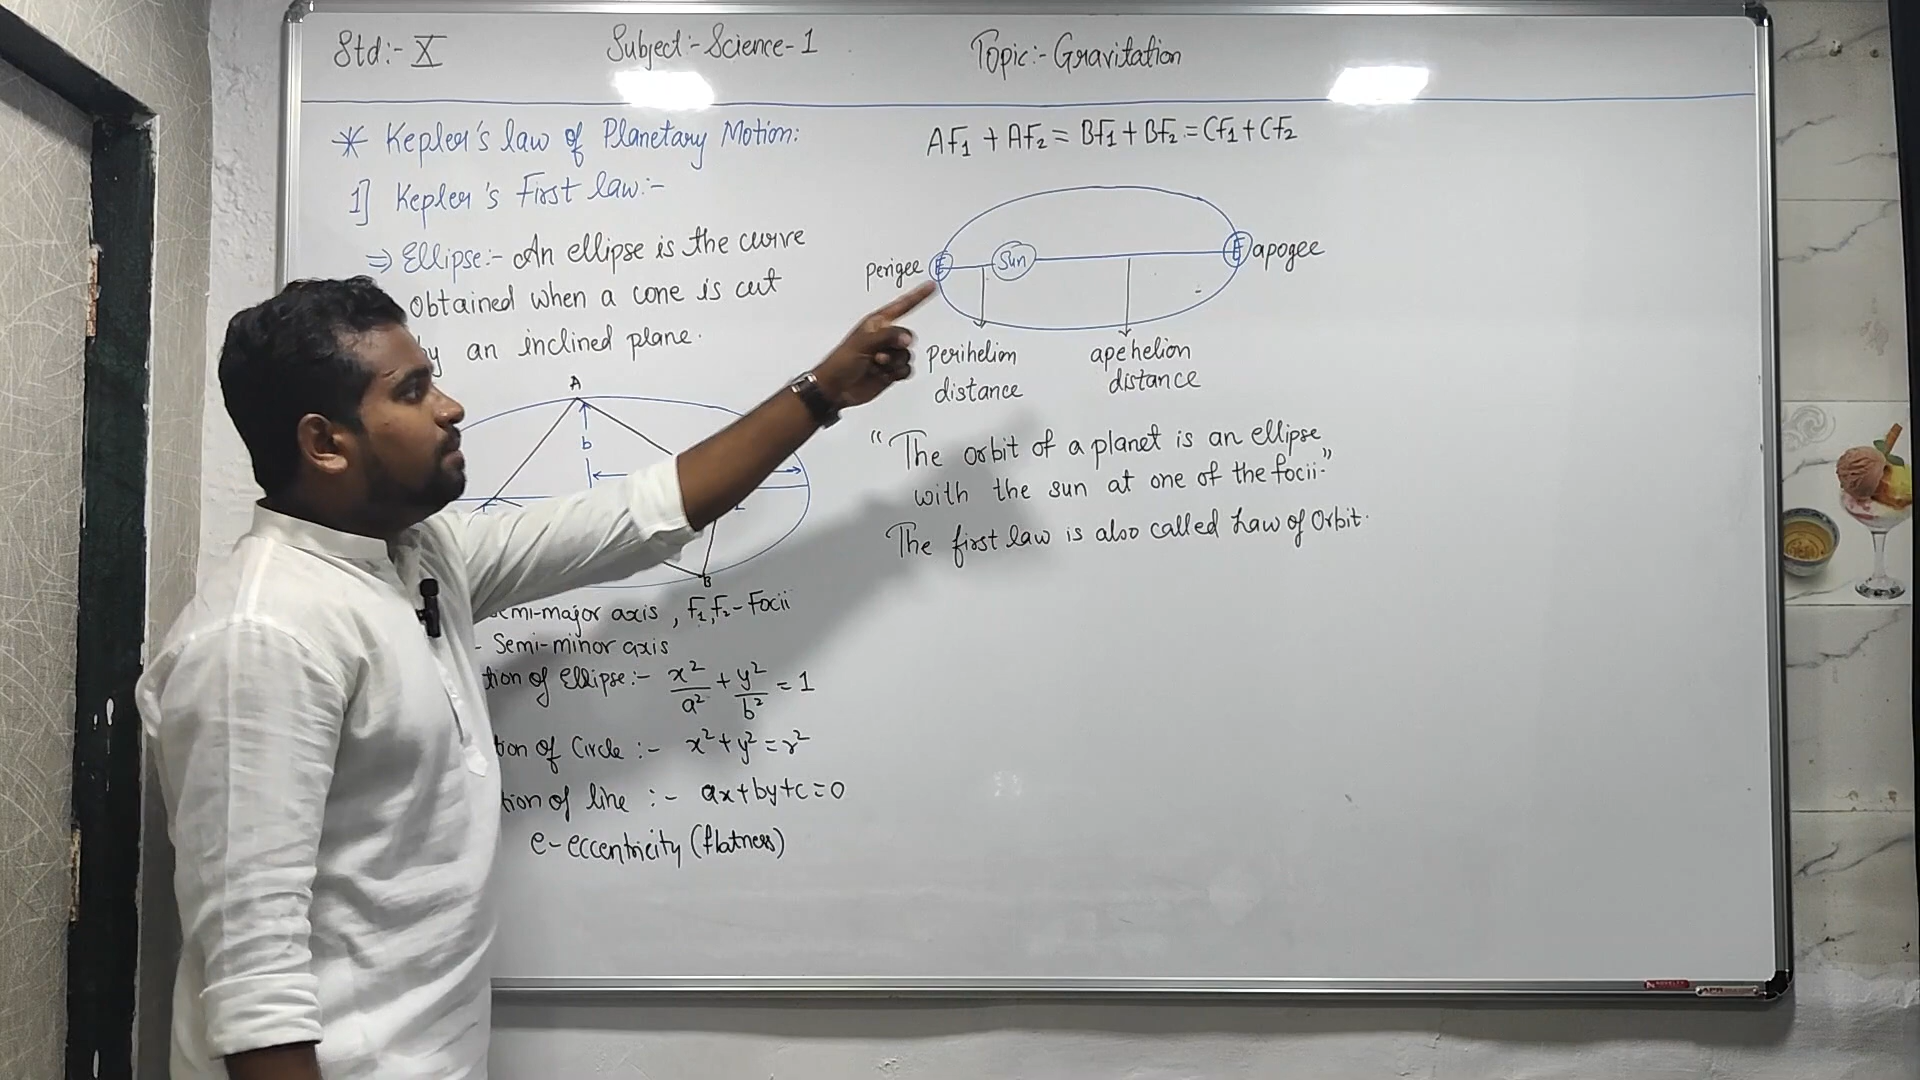 Std:- X
Subject:- Science-1
Topic:- Gravitation
* Kepler's law of Planetary Motion:
1] Kepler's First law:-
⇒ Ellipse:- An ellipse is the curve
obtained when a cone is cut
by an inclined plane.
A
b
B
semi-major axis, F1, F2 - Focii
- Semi-minor axis
tion of Ellipse:- x²/a² + y²/b² = 1
tion of Circle :- x²+y²=r²
tion of line :- ax+by+c=0
e- eccentricity (flatness)
AF1 + AF2 = BF1 + BF2 = CF1 + CF2
perigee E Sun E apogee
perihelion
distance
apehelion
distance
"The orbit of a planet is an ellipse
with the sun at one of the focii."
The first law is also called Law of Orbit.